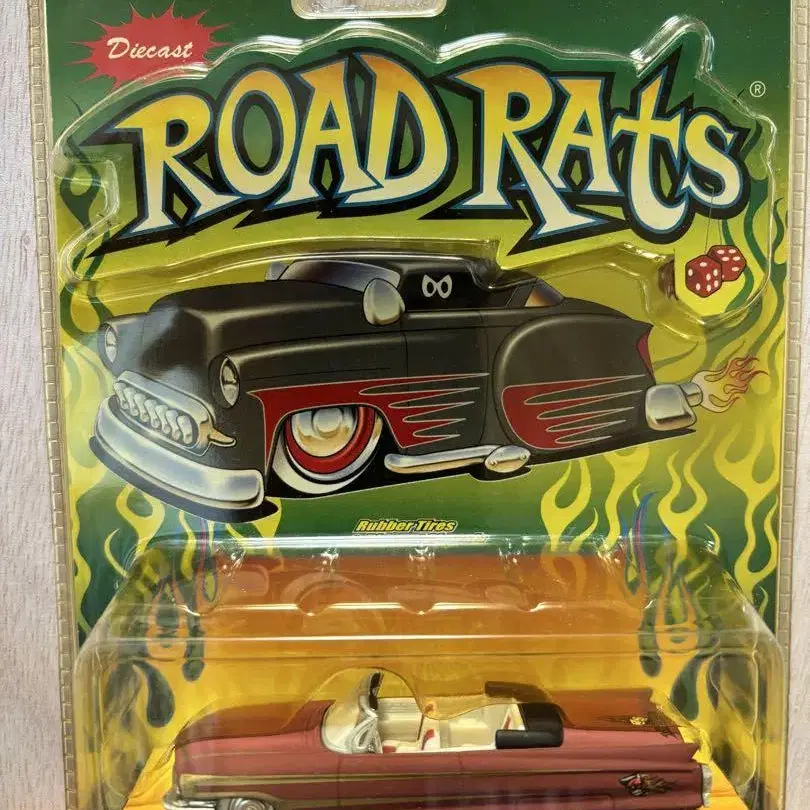 Diecast
ROAD RAts
®
Rubber Tires